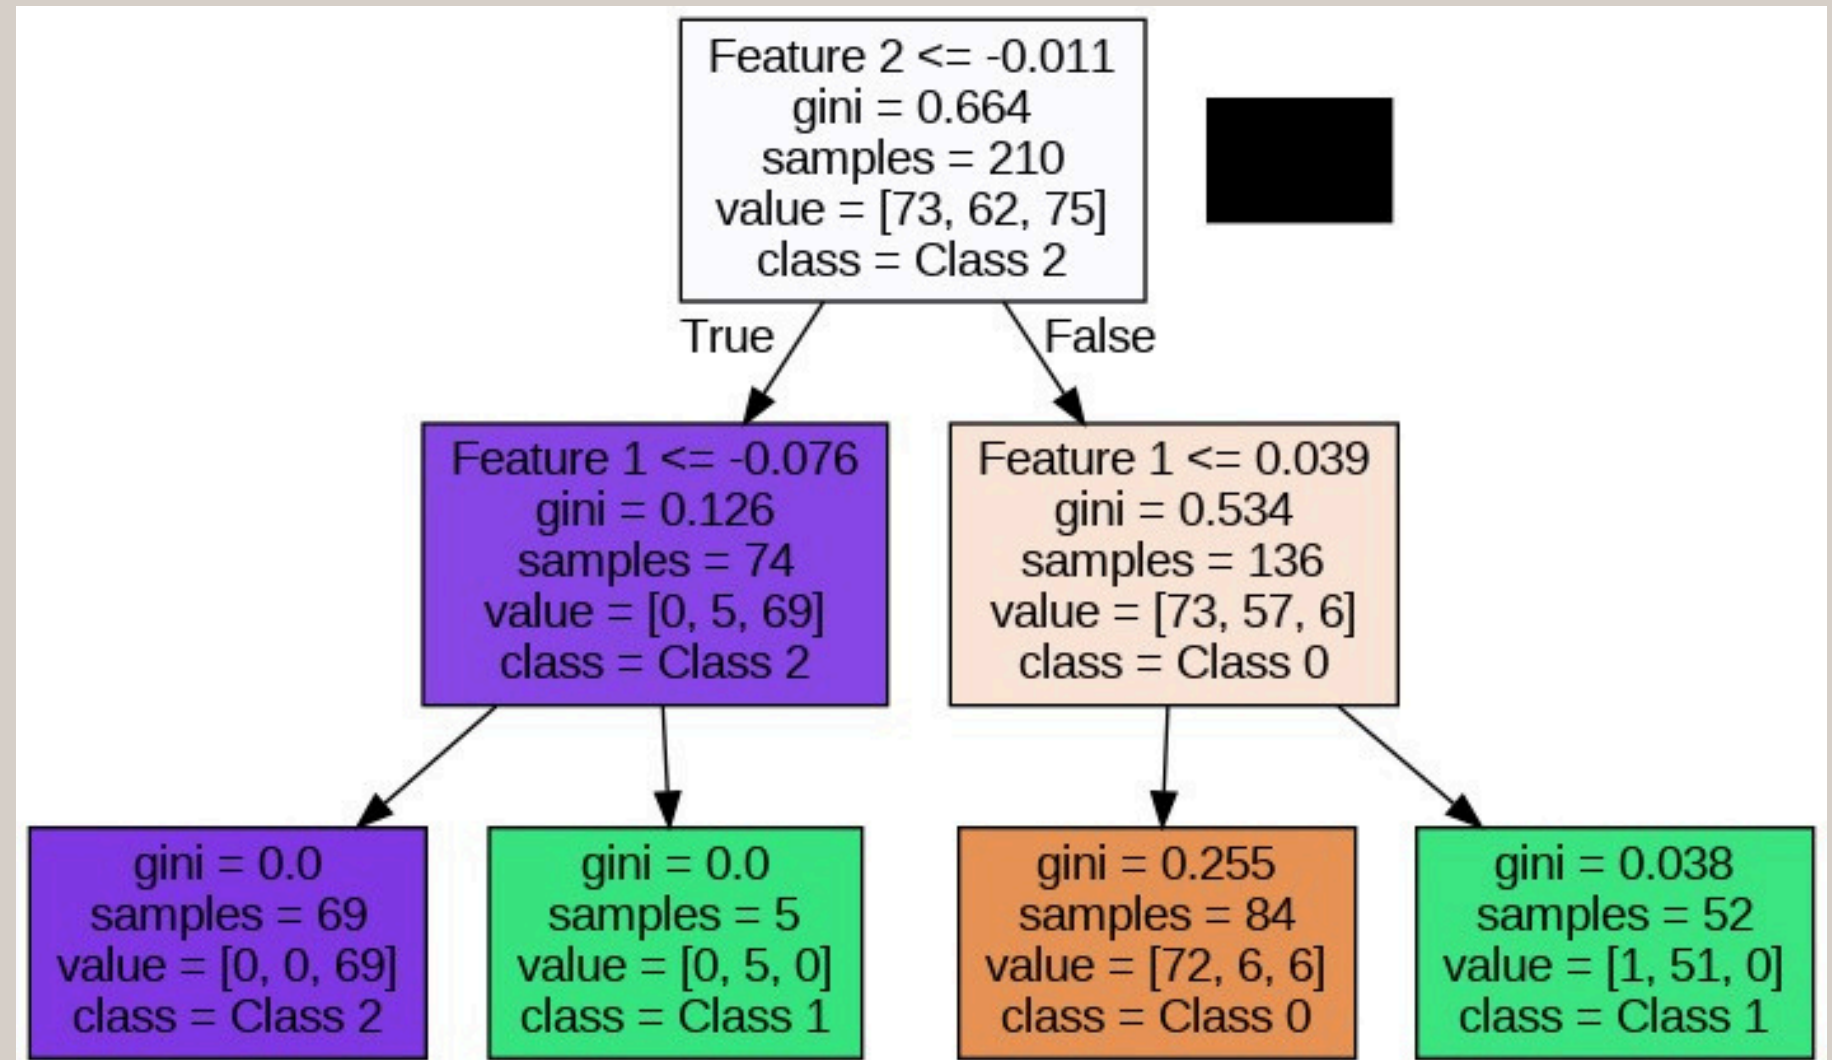 Feature 2 <= -0.011
gini = 0.664
samples = 210
value = [73, 62, 75]
class = Class 2
True
False
Feature 1 <= -0.076
gini = 0.126
samples = 74
value = [0, 5, 69]
class = Class 2
Feature 1 <= 0.039
gini = 0.534
samples = 136
value = [73, 57, 6]
class = Class 0
gini = 0.0
samples = 69
value = [0, 0, 69]
class = Class 2
gini = 0.0
samples = 5
value = [0, 5, 0]
class = Class 1
gini = 0.255
samples = 84
value = [72, 6, 6]
class = Class 0
gini = 0.038
samples = 52
value = [1, 51, 0]
class = Class 1